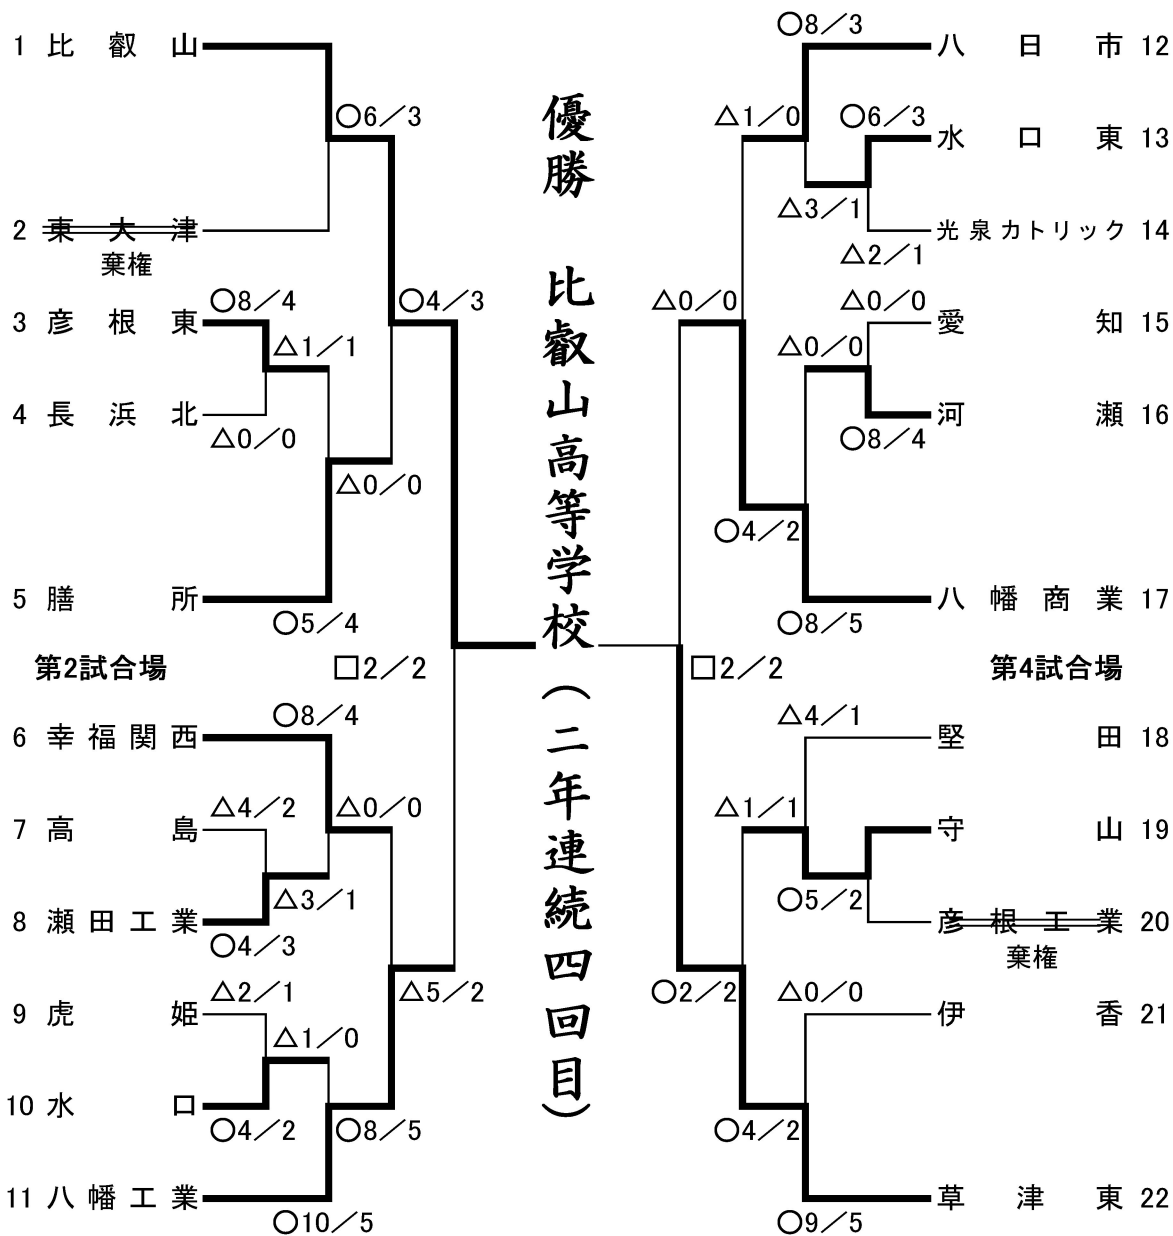 1 比叡山
○6／3
2 東大津
棄権
○8／4
3 彦根東
△1／1
4 長浜北
△0／0
○4／3
△0／0
5 膳所
○5／4
第2試合場
□2／2
○8／4
6 幸福関西
△4／2
△0／0
7 高島
△3／1
8 瀬田工業
○4／3
△2／1
△5／2
9 虎姫
△1／0
10 水口
○4／2
○8／5
11 八幡工業
○10／5
優勝 比叡山高等学校（二年連続四回目）
○8／3
八日市 12
△1／0
○6／3
水口東 13
△3／1
光泉カトリック 14
△2／1
△0／0
△0／0
愛知 15
△0／0
河瀬 16
○8／4
○4／2
八幡商業 17
○8／5
□2／2
第4試合場
△4／1
堅田 18
△1／1
守山 19
○5／2
彦根工業 20
棄権
○2／2
△0／0
伊香 21
○4／2
草津東 22
○9／5